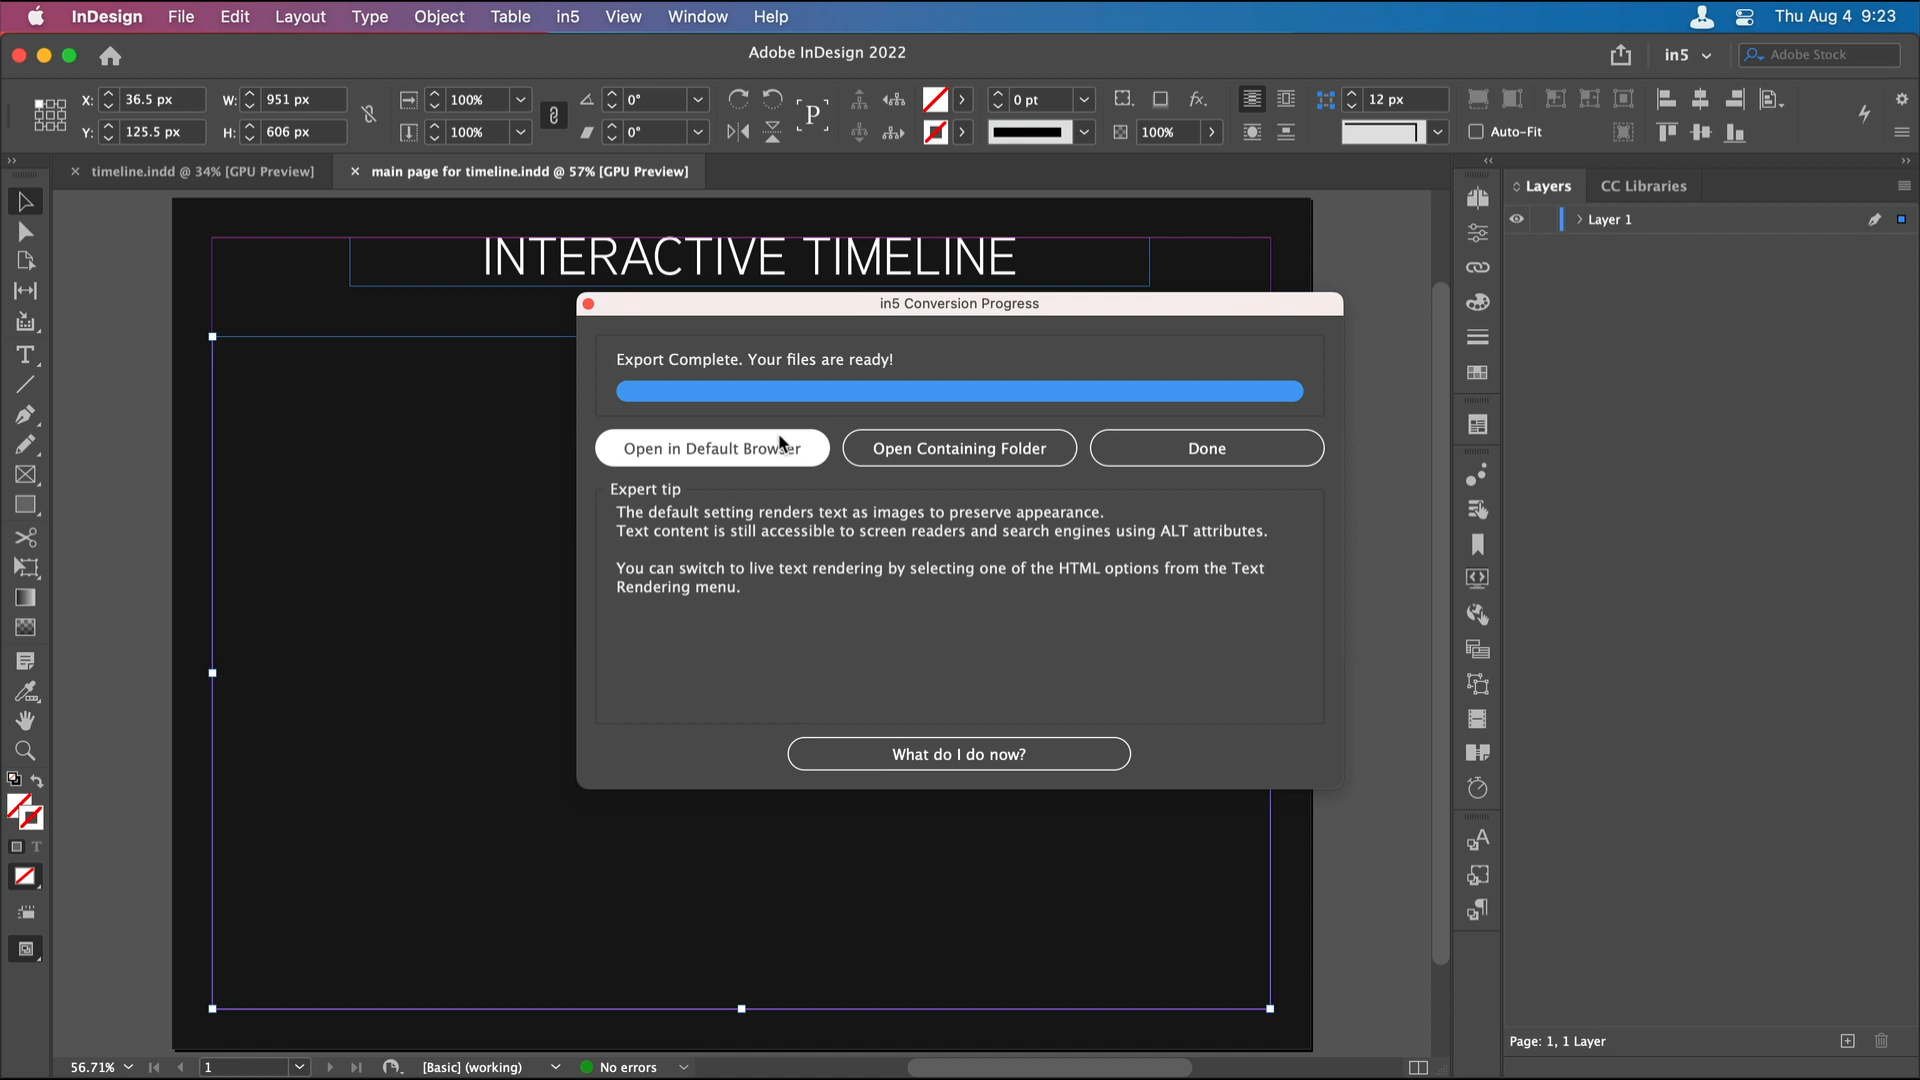 InDesign File Edit Layout Type Object Table in5 View Window Help Thu Aug 4 9:23
Adobe InDesign 2022 in5 Adobe Stock
X: 36.5 px W: 951 px 100% 0° P 0 pt fx. 12 px
Y: 125.5 px H: 606 px 100% 0° 100% Auto-Fit
timeline.indd @ 34% [GPU Preview] main page for timeline.indd @ 57% [GPU Preview]
Layers CC Libraries
Layer 1
INTERACTIVE TIMELINE
in5 Conversion Progress
Export Complete. Your files are ready!
Open in Default Browser Open Containing Folder Done
Expert tip
The default setting renders text as images to preserve appearance.
Text content is still accessible to screen readers and search engines using ALT attributes.
You can switch to live text rendering by selecting one of the HTML options from the Text
Rendering menu.
What do I do now?
Page: 1, 1 Layer
56.71% 1 [Basic] (working) No errors